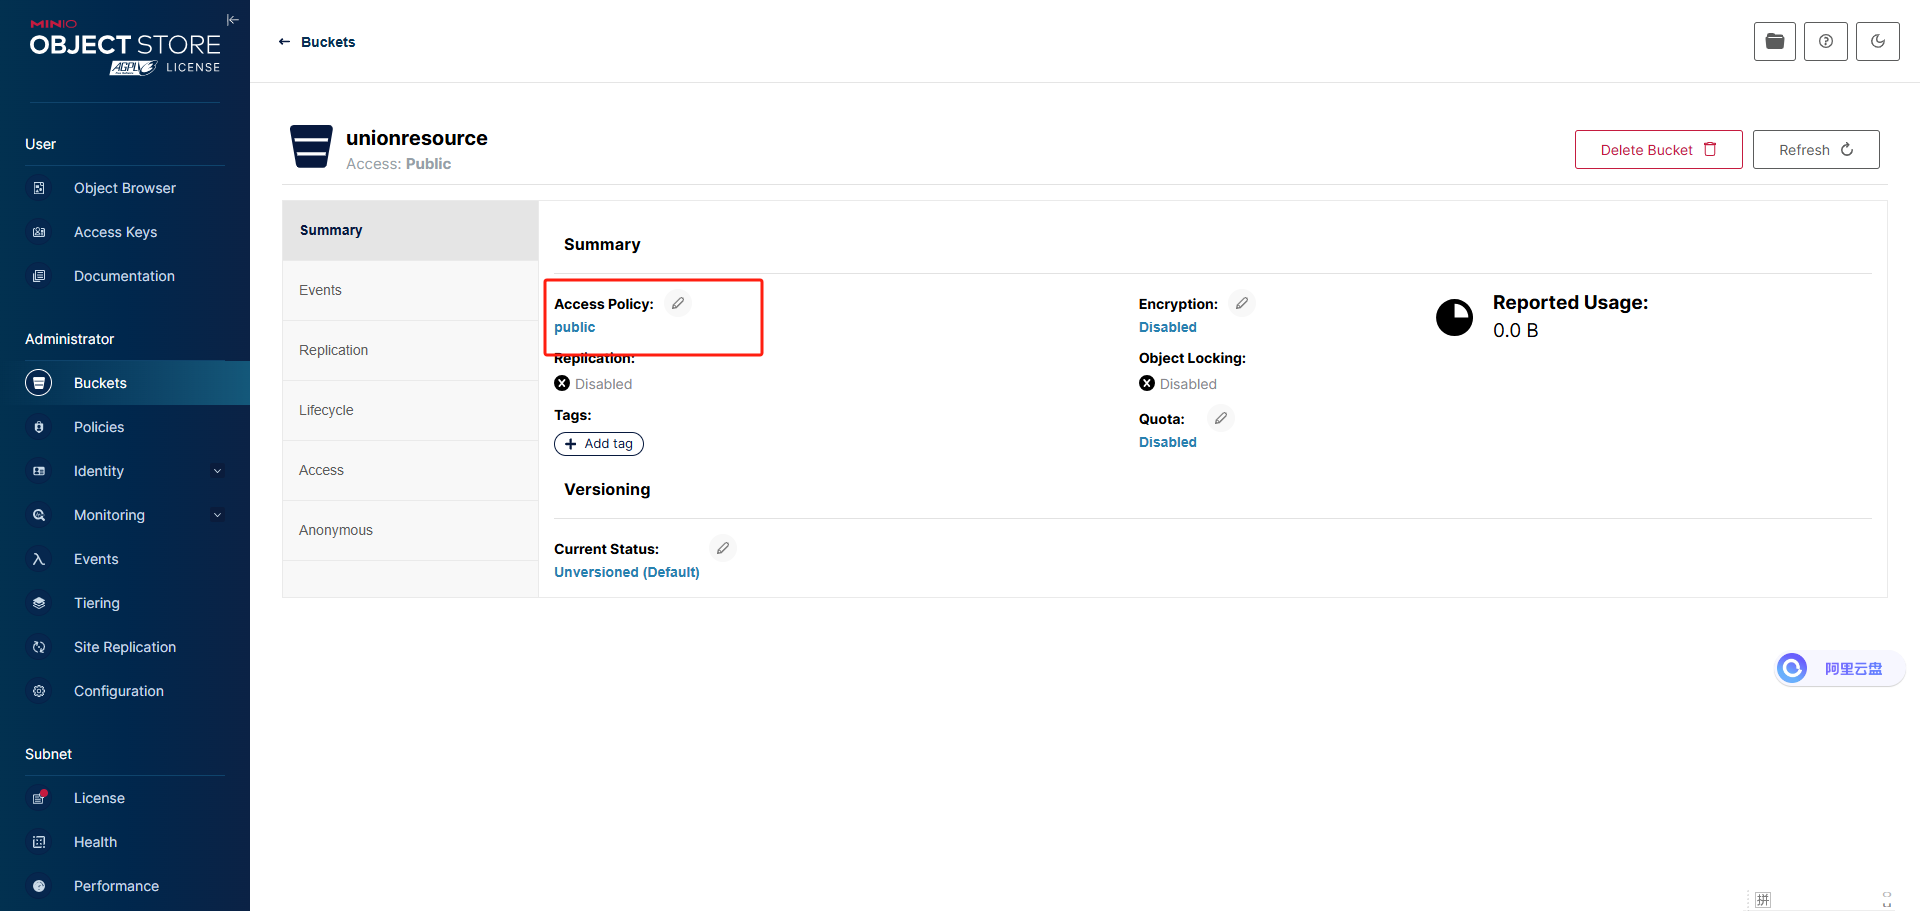 MINIO
OBJECT STORE
AGPLv3 LICENSE
User
Object Browser
Access Keys
Documentation
Administrator
Buckets
Policies
Identity
Monitoring
Events
Tiering
Site Replication
Configuration
Subnet
License
Health
Performance
Buckets
unionresource
Access: Public
Delete Bucket
Refresh
Summary
Events
Replication
Lifecycle
Access
Anonymous
Summary
Access Policy:
public
Replication:
Disabled
Tags:
Add tag
Encryption:
Disabled
Object Locking:
Disabled
Quota:
Disabled
Reported Usage:
0.0 B
Versioning
Current Status:
Unversioned (Default)
阿里云盘
拼